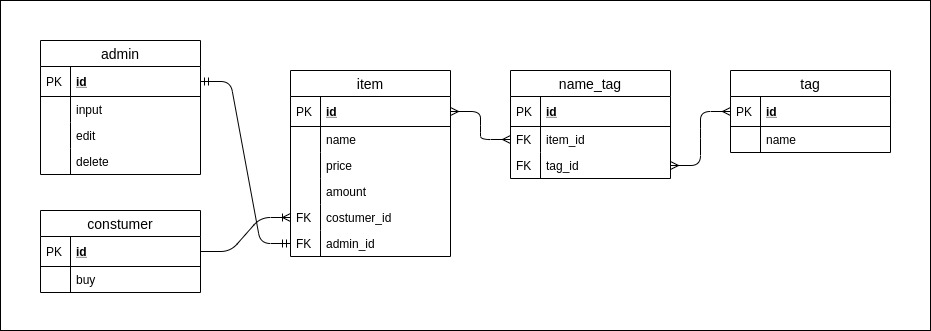 admin
PK id
input
edit
delete
constumer
PK id
buy
item
PK id
name
price
amount
FK costumer_id
FK admin_id
name_tag
PK id
FK item_id
FK tag_id
tag
PK id
name